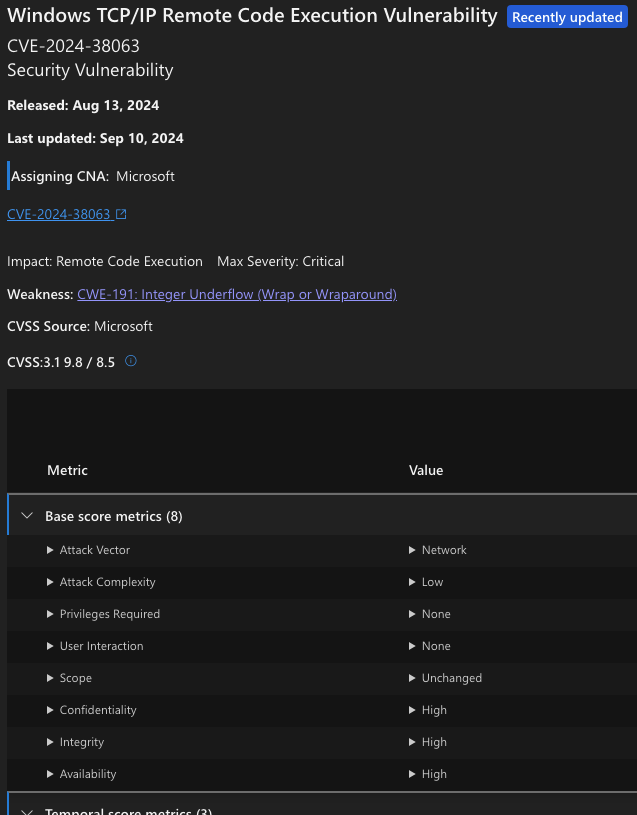 Windows TCP/IP Remote Code Execution Vulnerability Recently updated
CVE-2024-38063
Security Vulnerability
Released: Aug 13, 2024
Last updated: Sep 10, 2024
Assigning CNA: Microsoft
CVE-2024-38063
Impact: Remote Code Execution Max Severity: Critical
Weakness: CWE-191: Integer Underflow (Wrap or Wraparound)
CVSS Source: Microsoft
CVSS:3.1 9.8 / 8.5
Metric Value
Base score metrics (8)
Attack Vector Network
Attack Complexity Low
Privileges Required None
User Interaction None
Scope Unchanged
Confidentiality High
Integrity High
Availability High
Temporal score metrics (3)